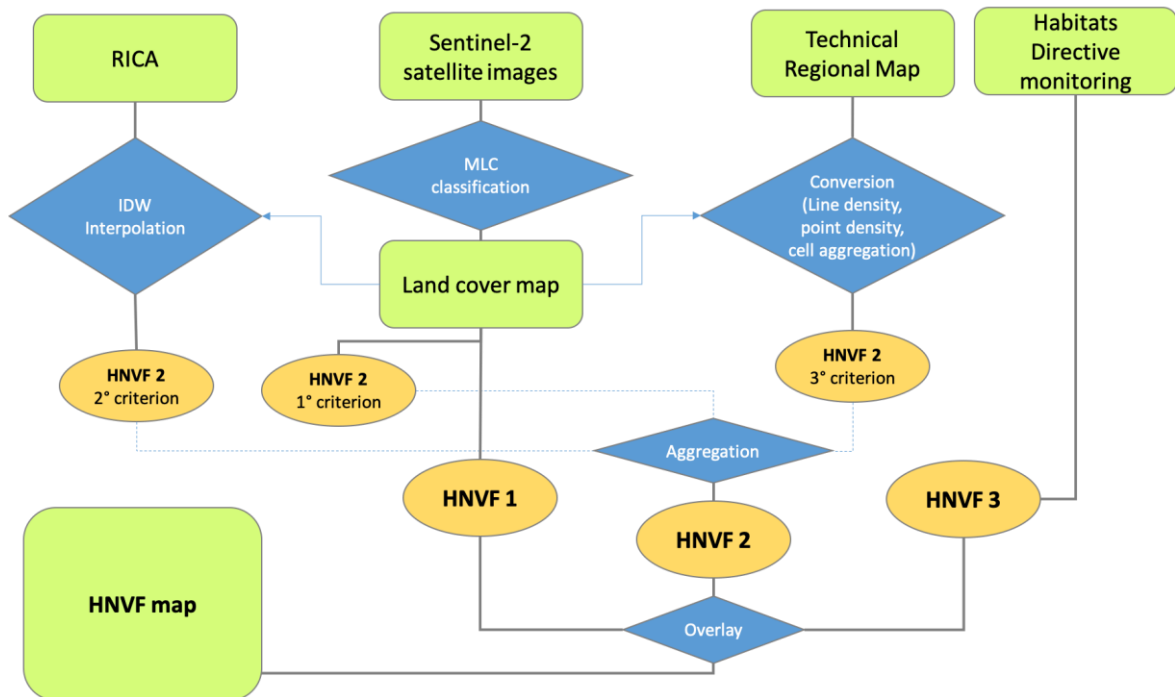 RICA
Sentinel-2
satellite images
Technical
Regional Map
Habitats
Directive
monitoring
IDW
Interpolation
MLC
classification
Conversion
(Line density,
point density,
cell aggregation)
Land cover map
HNVF 2
2° criterion
HNVF 2
1° criterion
HNVF 2
3° criterion
Aggregation
HNVF 1
HNVF 2
HNVF 3
HNVF map
Overlay